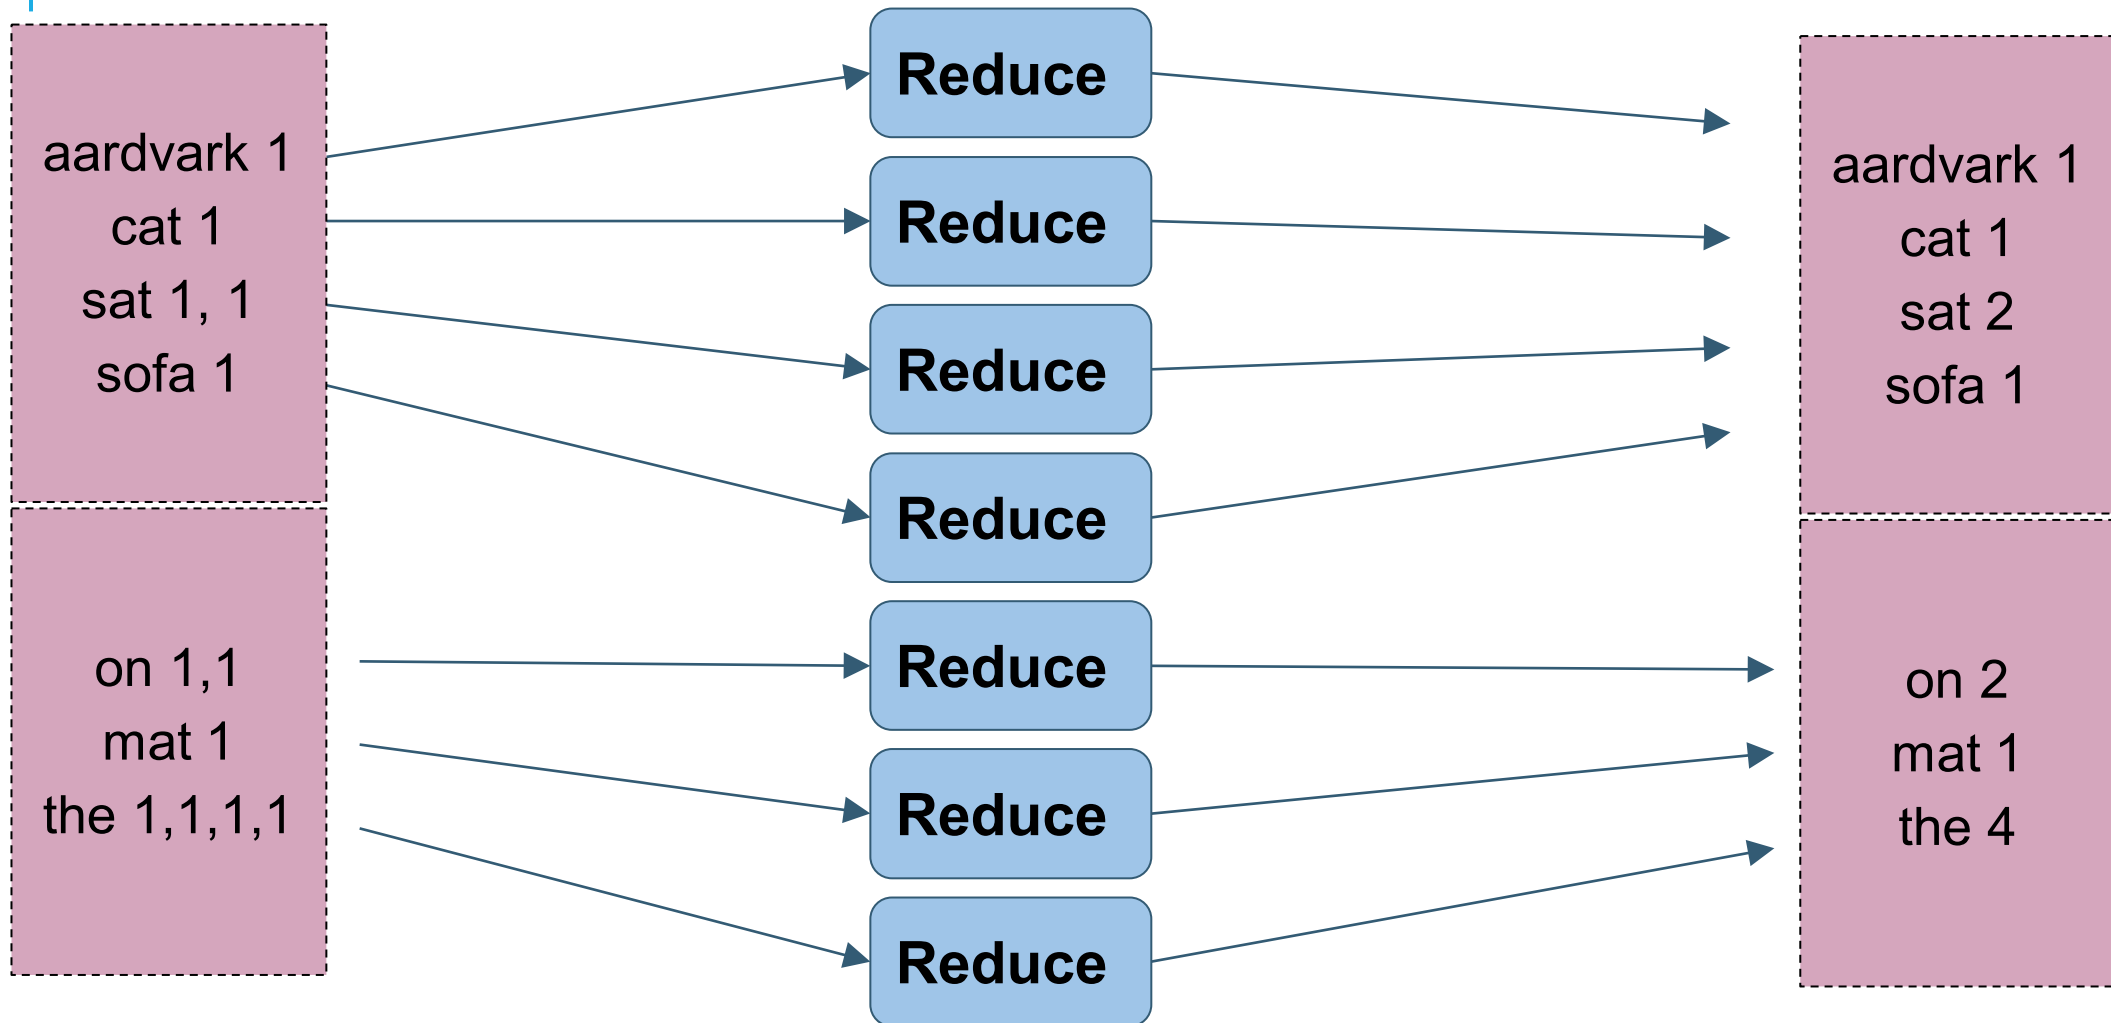 aardvark 1
cat 1
sat 1, 1
sofa 1
on 1,1
mat 1
the 1,1,1,1
Reduce
Reduce
Reduce
Reduce
Reduce
Reduce
Reduce
aardvark 1
cat 1
sat 2
sofa 1
on 2
mat 1
the 4